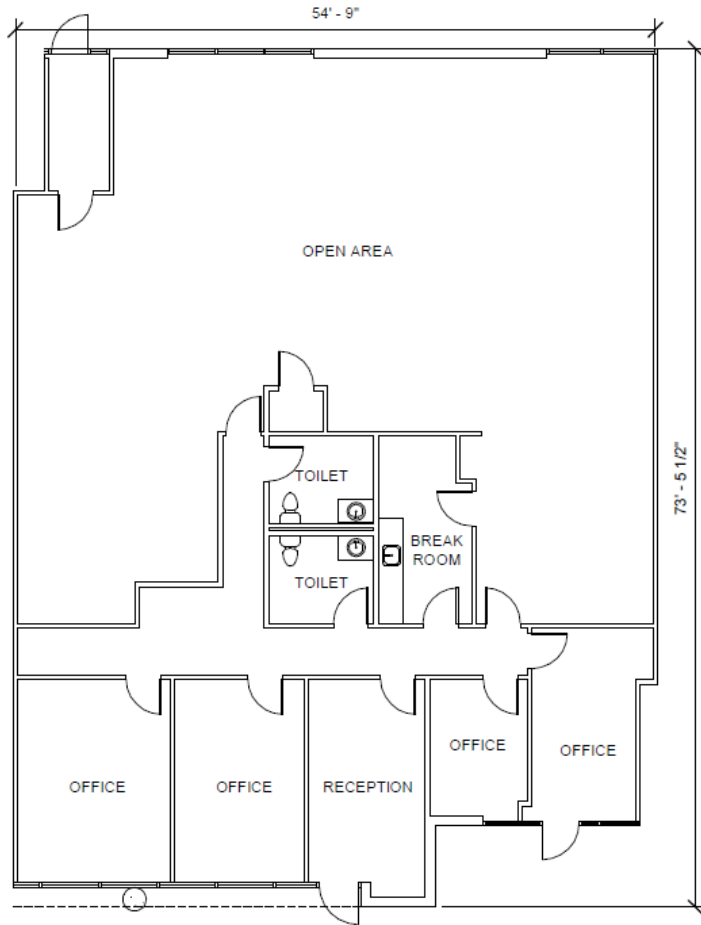 54' - 9"
OPEN AREA
73' - 5 1/2"
TOILET
BREAK
ROOM
TOILET
OFFICE
OFFICE
OFFICE
OFFICE
RECEPTION